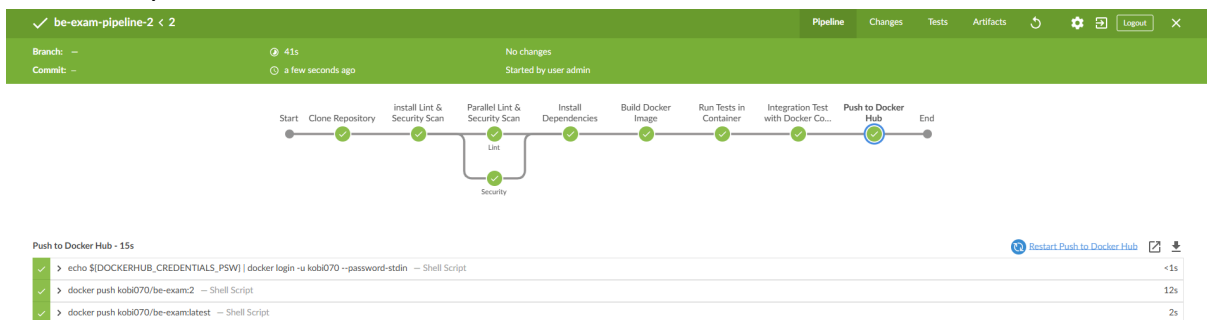 be-exam-pipeline-2 < 2
Pipeline Changes Tests Artifacts Logout
Branch: — 41s No changes
Commit: – a few seconds ago Started by user admin
Start Clone Repository install Lint & Security Scan Parallel Lint & Security Scan Install Dependencies Build Docker Image Run Tests in Container Integration Test with Docker Co... Push to Docker Hub End
Lint
Security
Push to Docker Hub - 15s Restart Push to Docker Hub
> echo ${DOCKERHUB_CREDENTIALS_PSW} | docker login -u kobi070 --password-stdin — Shell Script <1s
> docker push kobi070/be-exam:2 — Shell Script 12s
> docker push kobi070/be-exam:latest — Shell Script 2s